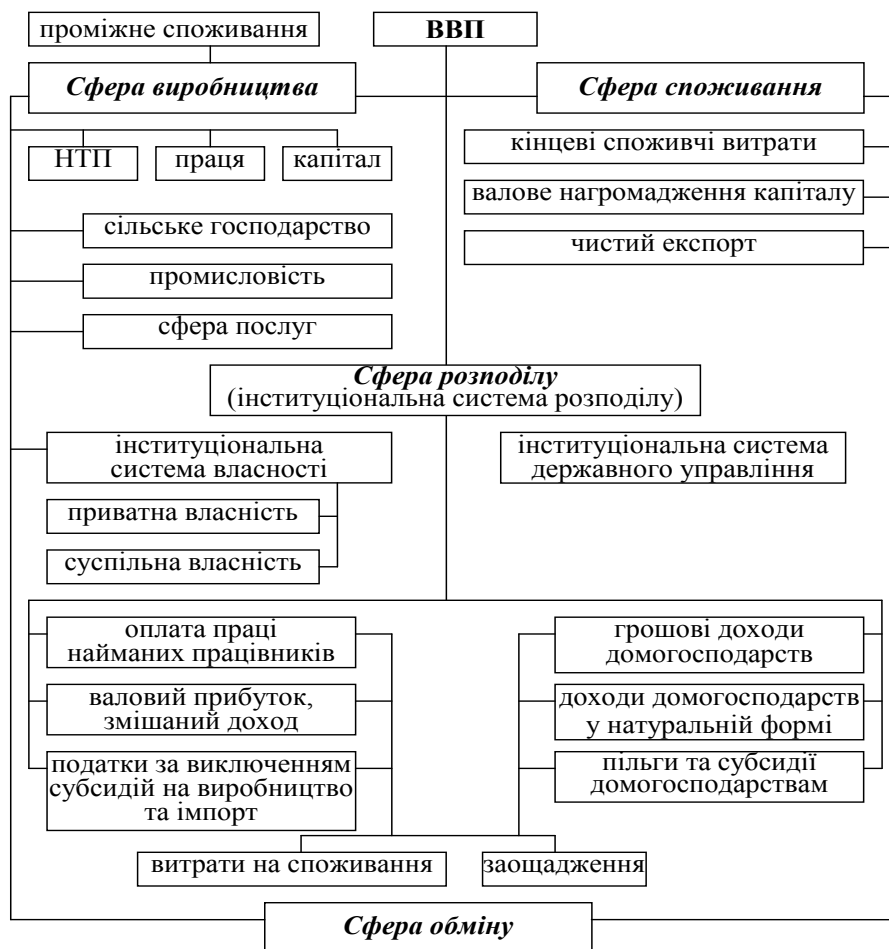 проміжне споживання
ВВП
Сфера виробництва
Сфера споживання
НТП
праця
капітал
кінцеві споживчі витрати
валове нагромадження капіталу
чистий експорт
сільське господарство
промисловість
сфера послуг
Сфера розподілу
(інституціональна система розподілу)
інституціональна
система власності
інституціональна система
державного управління
приватна власність
суспільна власність
оплата праці
найманих працівників
грошові доходи
домогосподарств
валовий прибуток,
змішаний доход
доходи домогосподарств
у натуральній формі
податки за виключенням
субсидій на виробництво
та імпорт
пільги та субсидії
домогосподарствам
витрати на споживання
заощадження
Сфера обміну